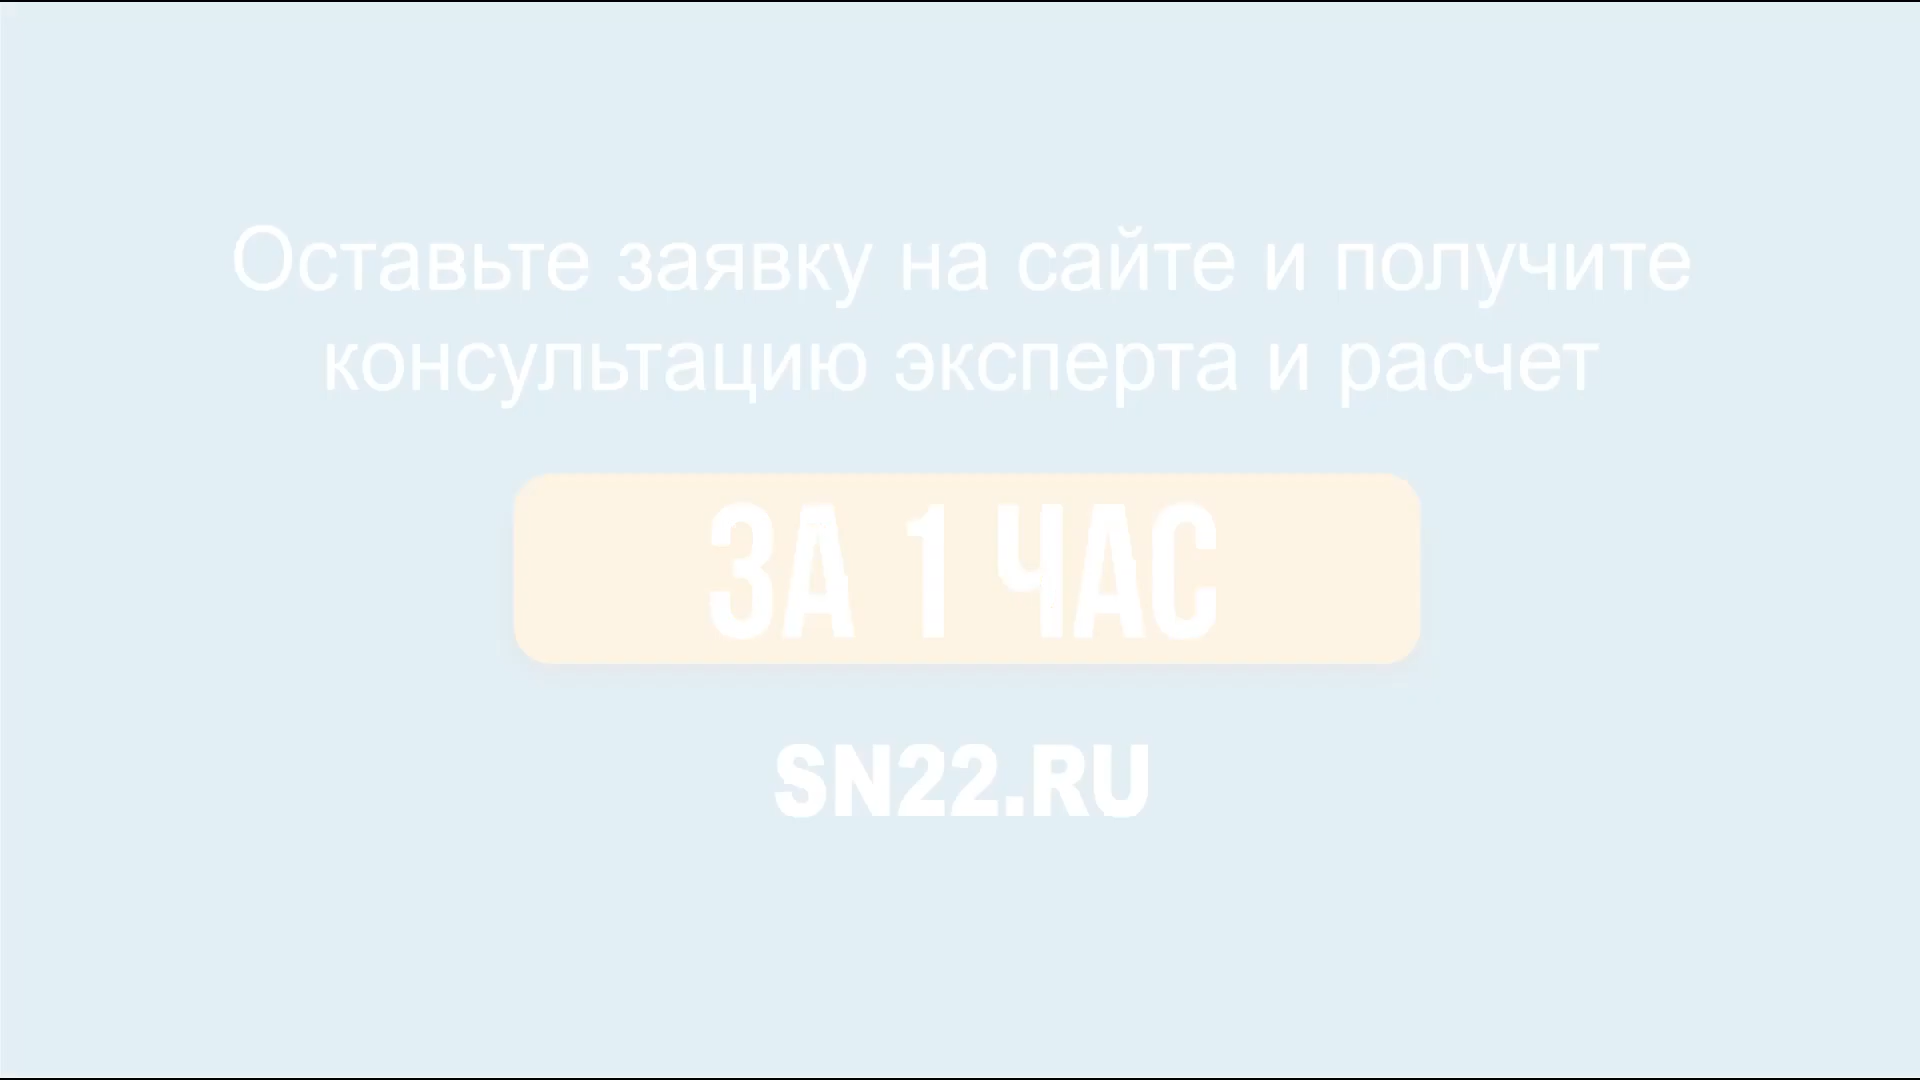 Оставьте заявку на сайте и получите
консультацию эксперта и расчет
ЗА 1 ЧАС
SN22.RU